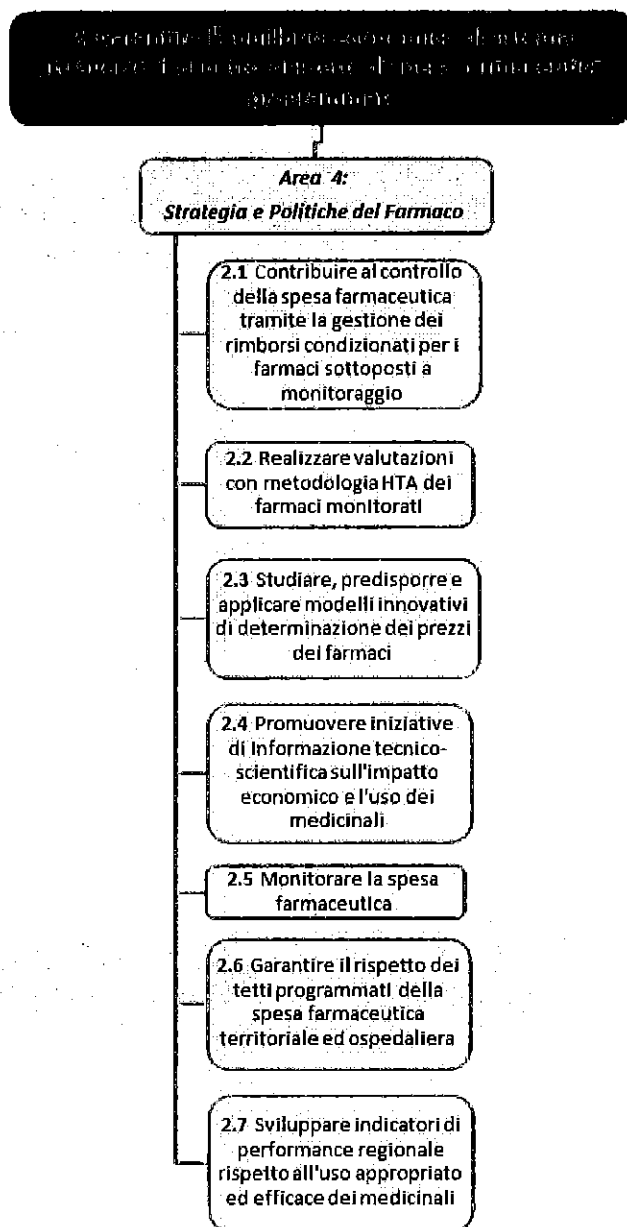 Area 4:
Strategia e Politiche del Farmaco
2.1 Contribuire al controllo
della spesa farmaceutica
tramite la gestione dei
rimborsi condizionati per i
farmaci sottoposti a
monitoraggio
2.2 Realizzare valutazioni
con metodologia HTA dei
farmaci monitorati
2.3 Studiare, predisporre e
applicare modelli innovativi
di determinazione dei prezzi
dei farmaci
2.4 Promuovere iniziative
di Informazione tecnico-
scientifica sull'impatto
economico e l'uso dei
medicinali
2.5 Monitorare la spesa
farmaceutica
2.6 Garantire il rispetto dei
tetti programmati della
spesa farmaceutica
territoriale ed ospedaliera
2.7 Sviluppare indicatori di
performance regionale
rispetto all'uso appropriato
ed efficace dei medicinali